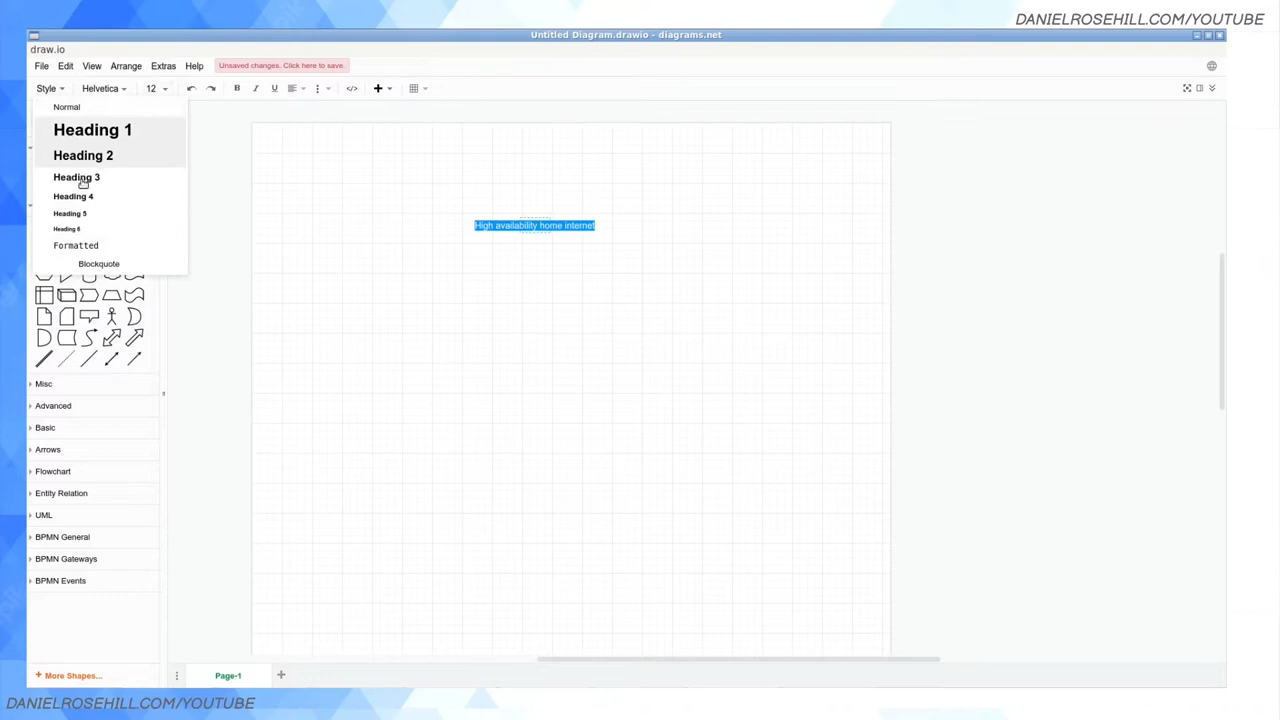 DANIELROSEHILL.COM/YOUTUBE
Untitled Diagram.drawio - diagrams.net
draw.io
File Edit View Arrange Extras Help Unsaved changes. Click here to save.
Style Helvetica 12 B I U
Normal
Heading 1
Heading 2
Heading 3
Heading 4
Heading 5
Heading 6
Formatted
Blockquote
High availability home internet
Misc
Advanced
Basic
Arrows
Flowchart
Entity Relation
UML
BPMN General
BPMN Gateways
BPMN Events
+ More Shapes...
Page-1
DANIELROSEHILL.COM/YOUTUBE